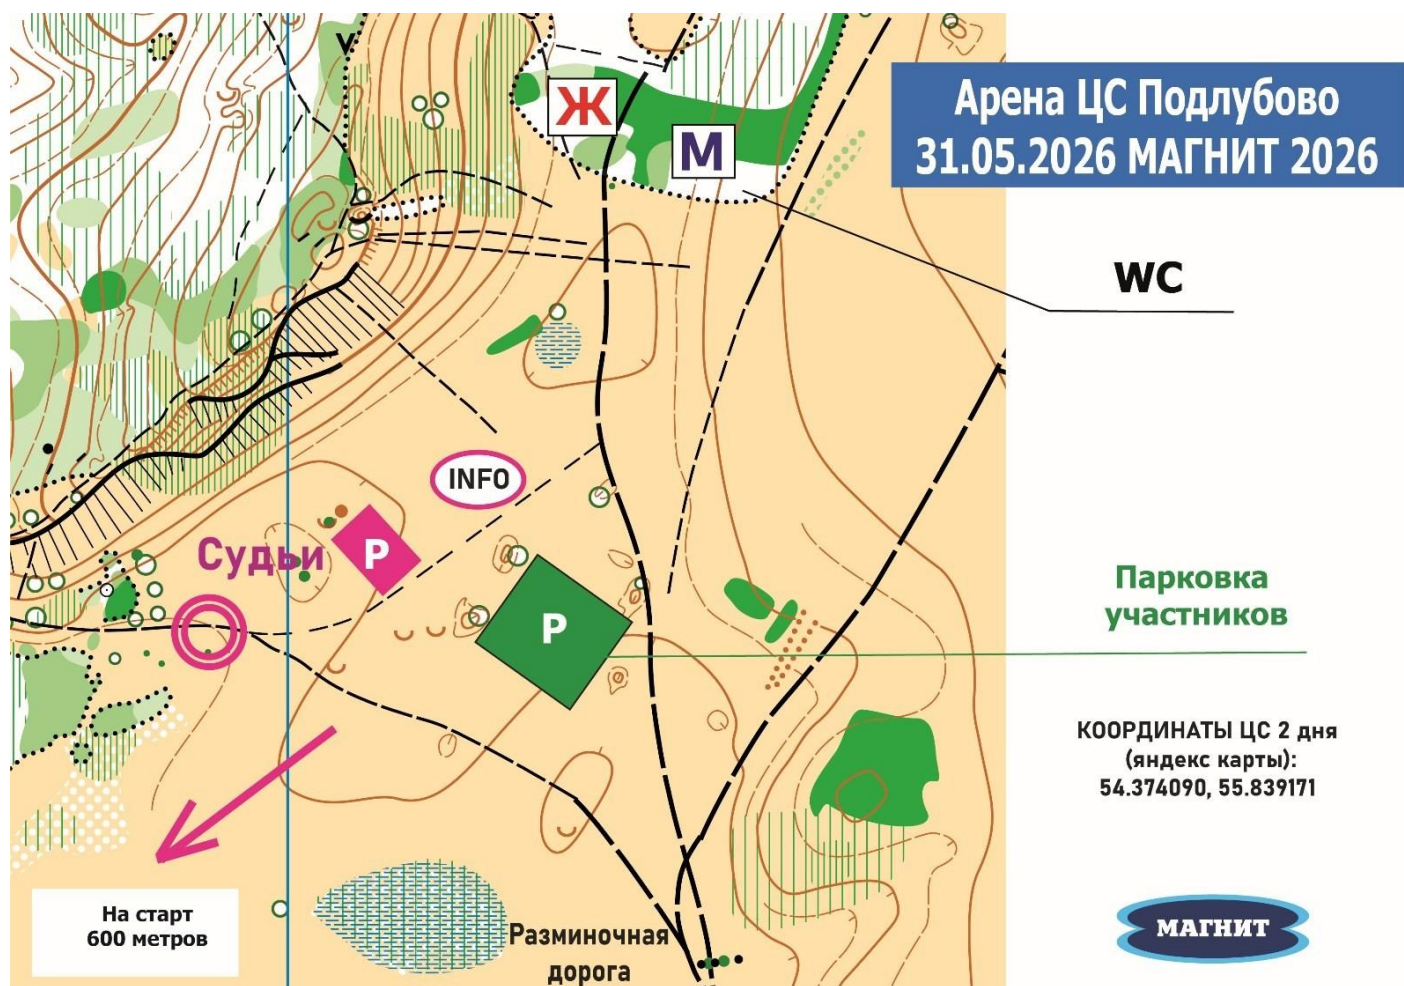 Арена ЦС Подлубово
31.05.2026 МАГНИТ 2026
Ж
М
WC
INFO
Судьи
P
P
Парковка
участников
КООРДИНАТЫ ЦС 2 дня
(яндекс карты):
54.374090, 55.839171
На старт
600 метров
Разминочная
дорога
МАГНИТ